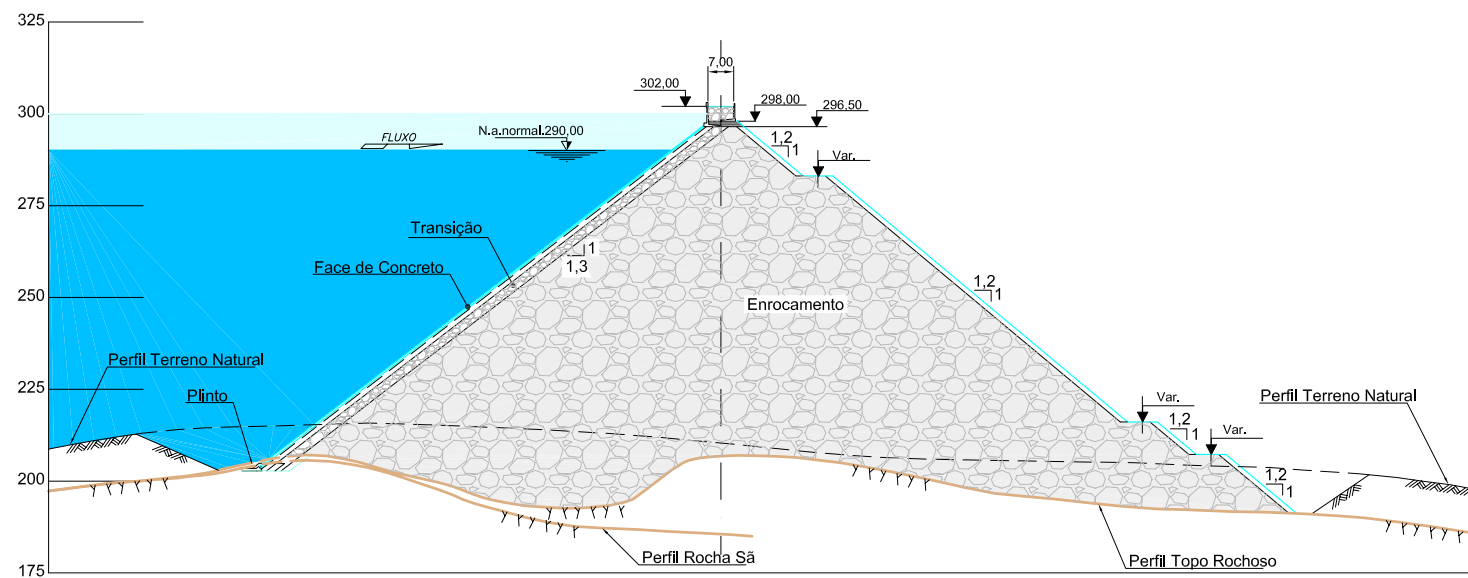 325
7,00
302,00
298,00
296,50
300
FLUXO
N.a.normal.290,00
1,2
1
Var.
275
Transição
1
1,3
Face de Concreto
1,2
1
250
Enrocamento
Perfil Terreno Natural
225
Plinto
Var.
Perfil Terreno Natural
1,2
1
Var.
200
1,2
1
Perfil Rocha Sã
Perfil Topo Rochoso
175